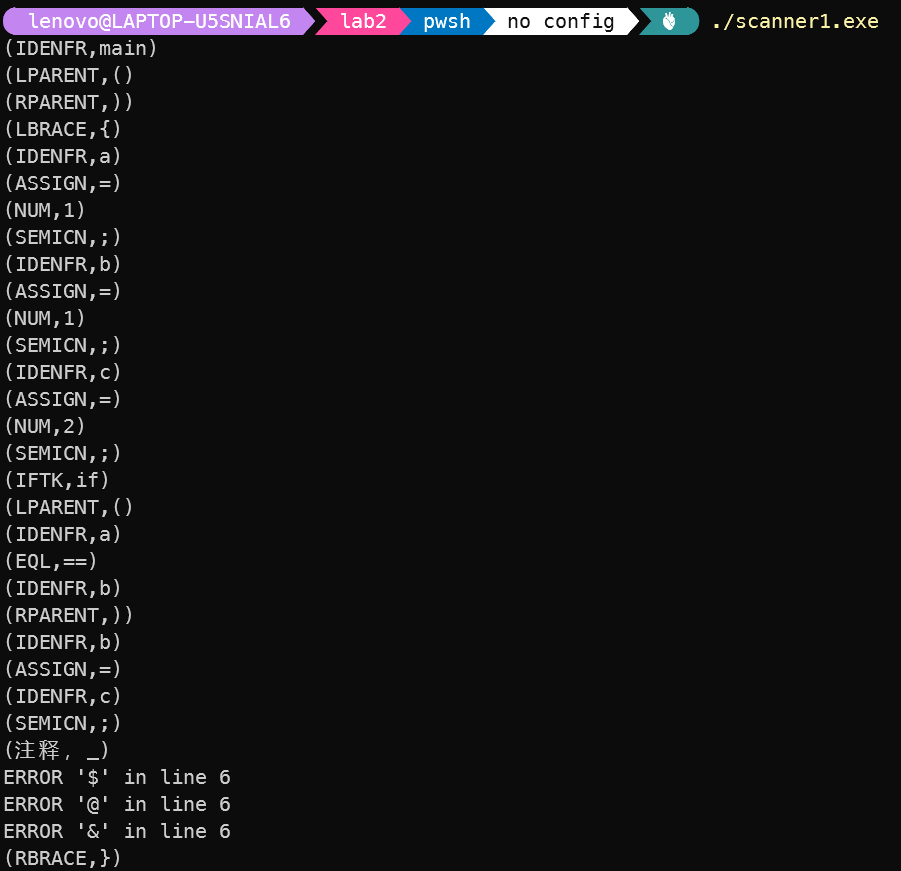 lenovo@LAPTOP-U5SNIAL6 lab2 pwsh no config ./scanner1.exe
(IDENFR,main)
(LPARENT,()
(RPARENT,))
(LBRACE,{)
(IDENFR,a)
(ASSIGN,=)
(NUM,1)
(SEMICN,;)
(IDENFR,b)
(ASSIGN,=)
(NUM,1)
(SEMICN,;)
(IDENFR,c)
(ASSIGN,=)
(NUM,2)
(SEMICN,;)
(IFTK,if)
(LPARENT,()
(IDENFR,a)
(EQL,==)
(IDENFR,b)
(RPARENT,))
(IDENFR,b)
(ASSIGN,=)
(IDENFR,c)
(SEMICN,;)
(注释，_)
ERROR '$' in line 6
ERROR '@' in line 6
ERROR '&' in line 6
(RBRACE,})